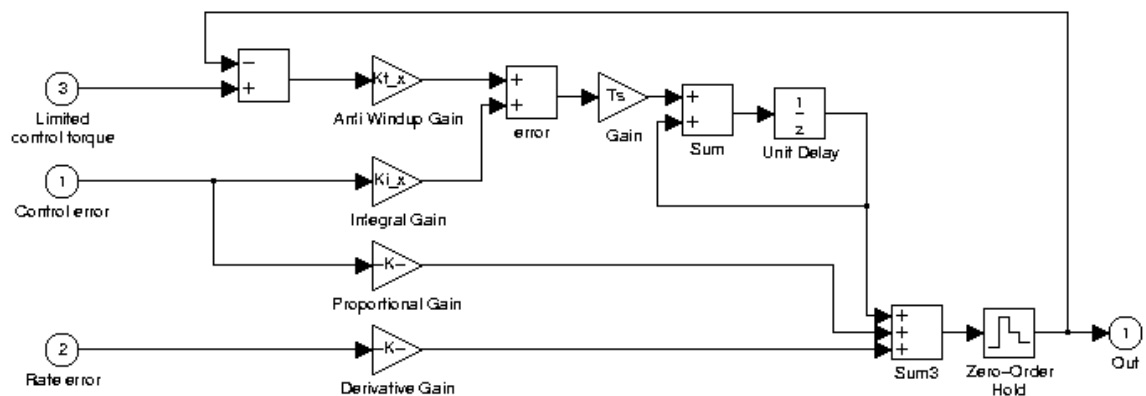 −
+
3
Limited
control torque
Kt_x
Anti Windup Gain
+
+
error
Ts
Gain
+
+
Sum
1
z
Unit Delay
1
Control error
Ki_x
Integral Gain
-K-
Proportional Gain
2
Rate error
-K-
Derivative Gain
+
+
+
Sum3
Zero-Order
Hold
1
Out